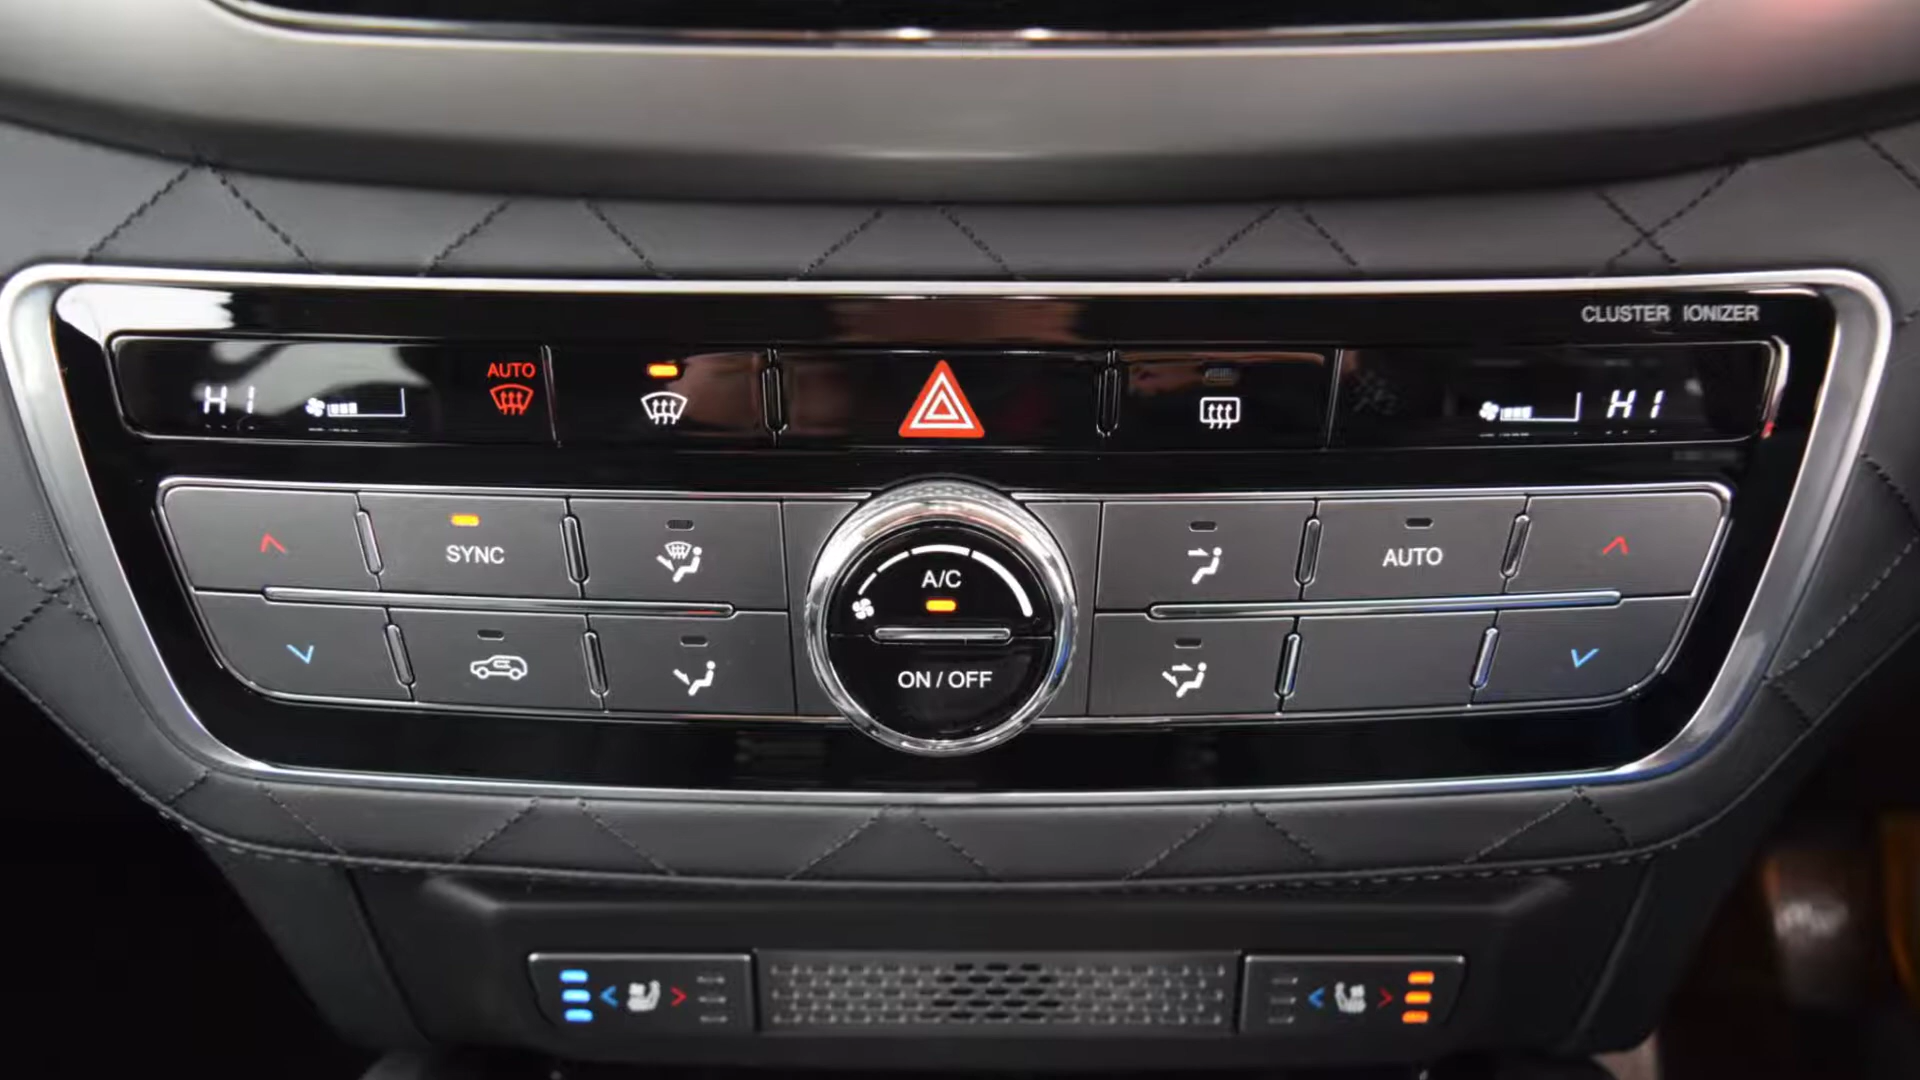 CLUSTER IONIZER
AUTO
HI
HI
SYNC
A/C
AUTO
ON / OFF